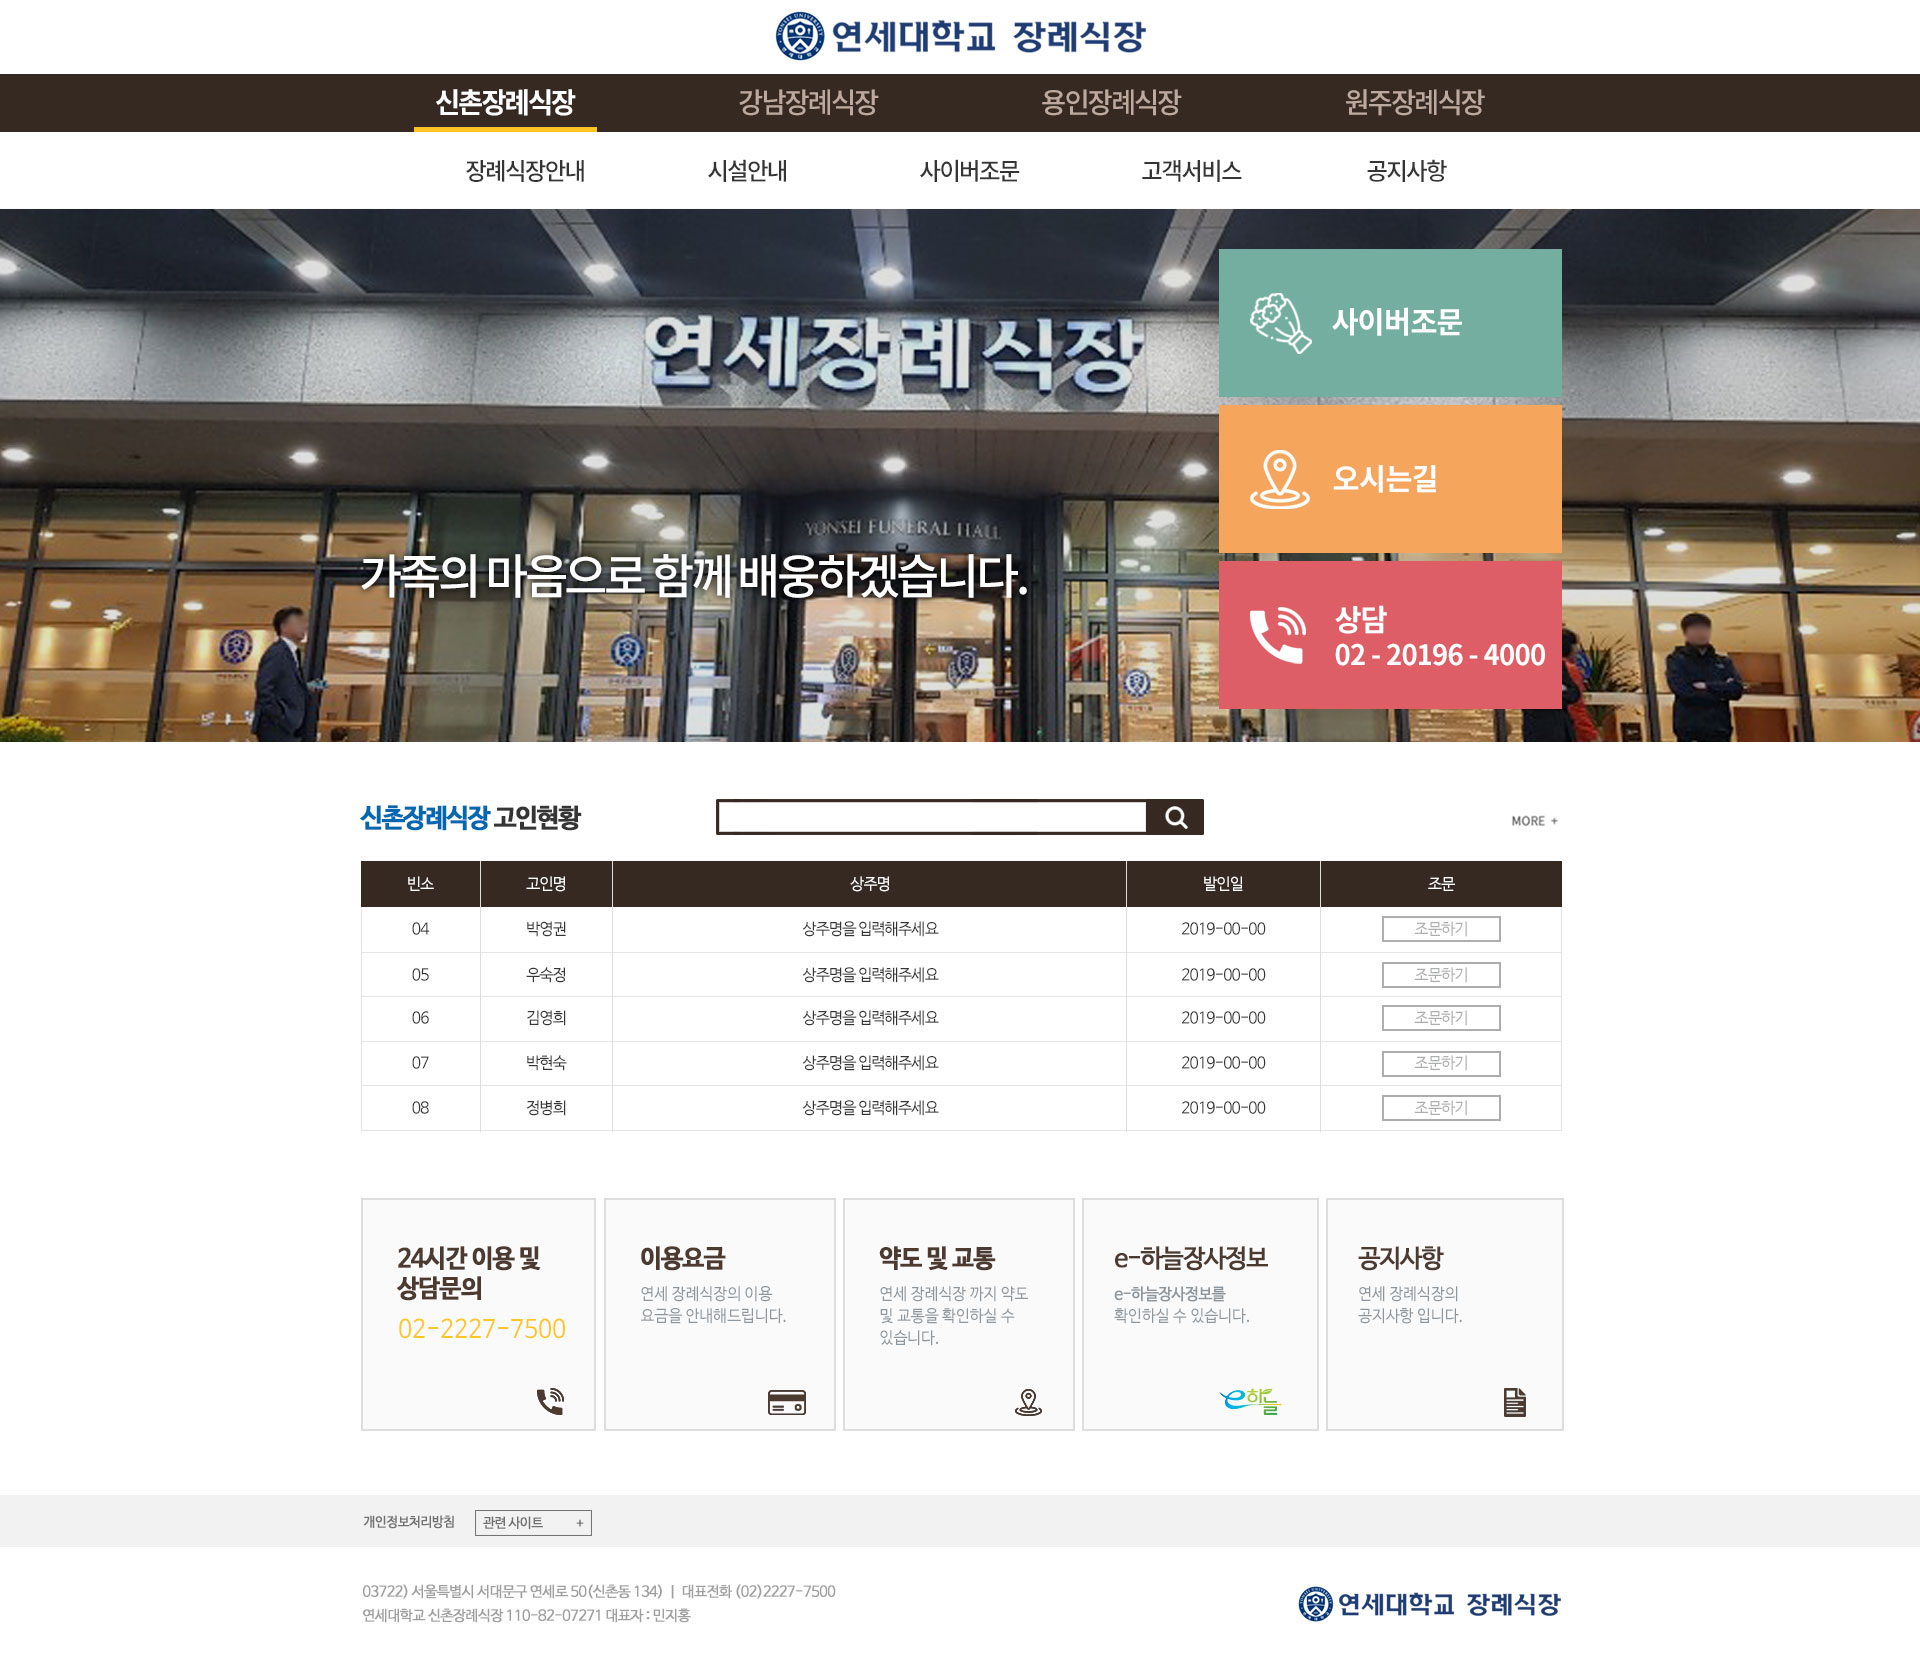 연세대학교 장례식장
신촌장례식장 강남장례식장 용인장례식장 원주장례식장
장례식장안내 시설안내 사이버조문 고객서비스 공지사항
연세장례식장
사이버조문
오시는길
YONSEI FUNERAL HALL
가족의 마음으로 함께 배웅하겠습니다.
상담
02 - 20196 - 4000
신촌장례식장 고인현황
MORE +
빈소 고인명 상주명 발인일 조문
04 박영권 상주명을 입력해주세요 2019-00-00 조문하기
05 우숙정 상주명을 입력해주세요 2019-00-00 조문하기
06 김영희 상주명을 입력해주세요 2019-00-00 조문하기
07 박현숙 상주명을 입력해주세요 2019-00-00 조문하기
08 정병희 상주명을 입력해주세요 2019-00-00 조문하기
24시간 이용 및
상담문의
02-2227-7500
이용요금
연세 장례식장의 이용
요금을 안내해드립니다.
약도 및 교통
연세 장례식장 까지 약도
및 교통을 확인하실 수
있습니다.
e-하늘장사정보
e-하늘장사정보를
확인하실 수 있습니다.
e하늘
공지사항
연세 장례식장의
공지사항 입니다.
개인정보처리방침 관련 사이트 +
03722) 서울특별시 서대문구 연세로 50(신촌동 134) | 대표전화 (02)2227-7500
연세대학교 신촌장례식장 110-82-07271 대표자 : 민지홍
연세대학교 장례식장